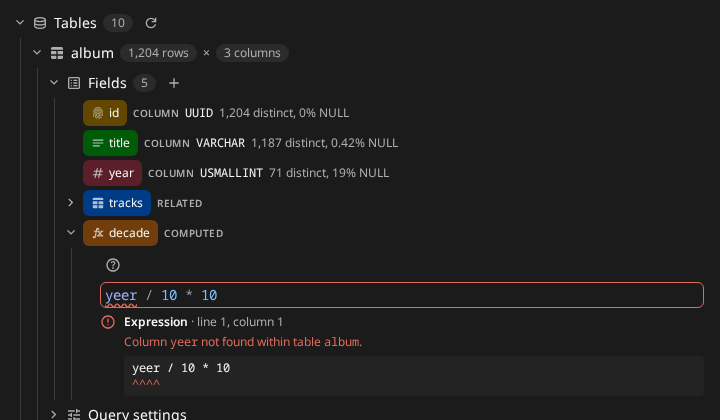 Tables 10
album 1,204 rows × 3 columns
Fields 5 +
id COLUMN UUID 1,204 distinct, 0% NULL
title COLUMN VARCHAR 1,187 distinct, 0.42% NULL
# year COLUMN USMALLINT 71 distinct, 19% NULL
tracks RELATED
fx decade COMPUTED
?
yeer / 10 * 10
Expression · line 1, column 1
Column yeer not found within table album.
yeer / 10 * 10
^^^^
Query settings